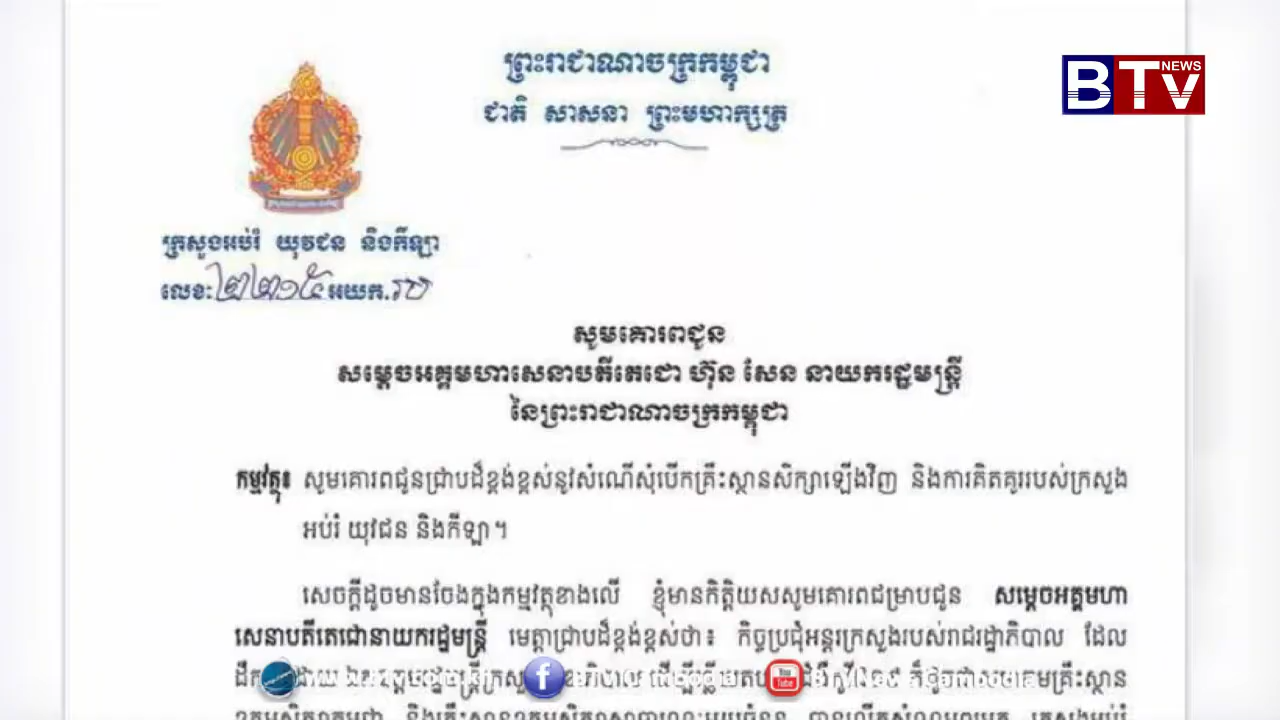 ព្រះរាជាណាចក្រកម្ពុជា
BTV NEWS
ជាតិ សាសនា ព្រះមហាក្សត្រ
ក្រសួងអប់រំ យុវជន និងកីឡា
លេខ:២២១៥ អយក.
សូមគោរពជូន
សម្តេចអគ្គមហាសេនាបតីតេជោ ហ៊ុន សែន នាយករដ្ឋមន្ត្រី
នៃព្រះរាជាណាចក្រកម្ពុជា
កម្មវត្ថុ៖ សូមគោរពជូនជ្រាបដ៏ខ្ពង់ខ្ពស់នូវសំណើសុំបើកគ្រឹះស្ថានសិក្សាឡើងវិញ និងការគិតគូររបស់ក្រសួង
អប់រំ យុវជន និងកីឡា។
សេចក្តីដូចមានចែងក្នុងកម្មវត្ថុខាងលើ ខ្ញុំមានកិត្តិយសសូមគោរពជម្រាបជូន សម្តេចអគ្គមហា
សេនាបតីតេជោនាយករដ្ឋមន្ត្រី មេត្តាជ្រាបដ៏ខ្ពង់ខ្ពស់ថា៖ កិច្ចប្រជុំអន្តរក្រសួងរបស់រាជរដ្ឋាភិបាល ដែល